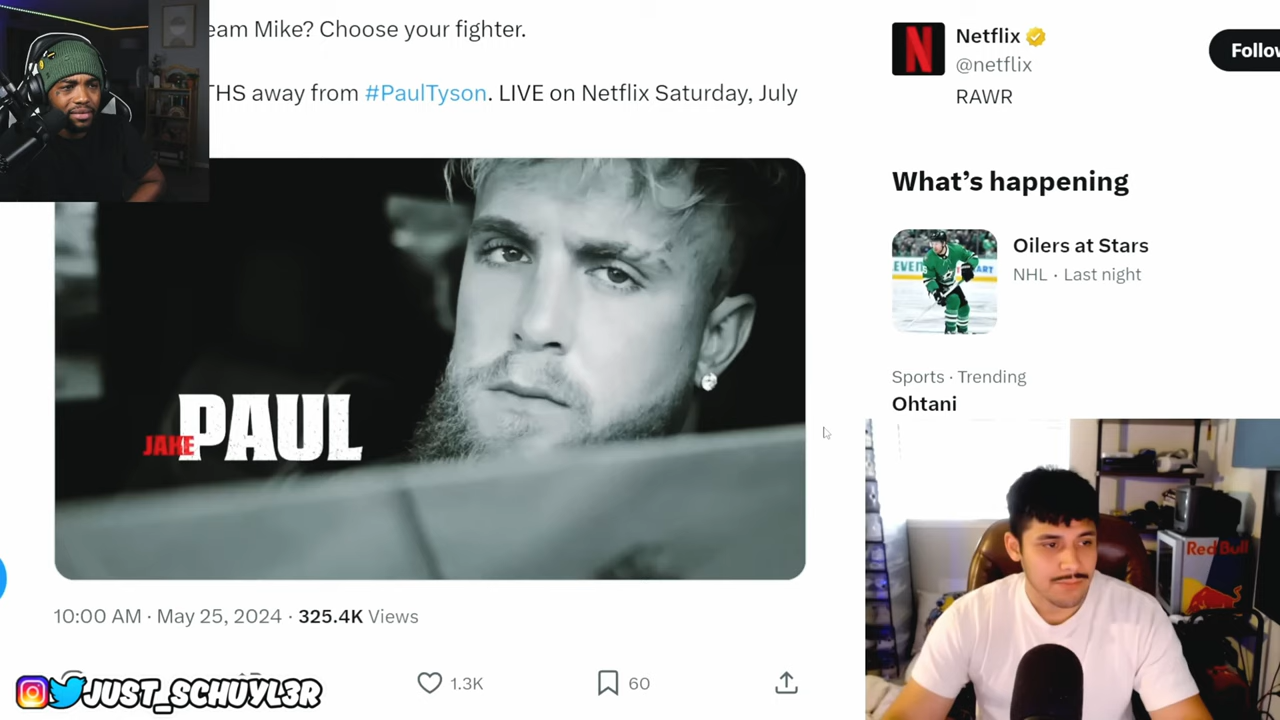 eam Mike? Choose your fighter.
THS away from #PaulTyson. LIVE on Netflix Saturday, July
JAKE PAUL
10:00 AM · May 25, 2024 · 325.4K Views
1.3K
60
JUST_SCHUYL3R
N
Netflix
@netflix
RAWR
Follow
What's happening
Oilers at Stars
NHL · Last night
Sports · Trending
Ohtani
Red Bull